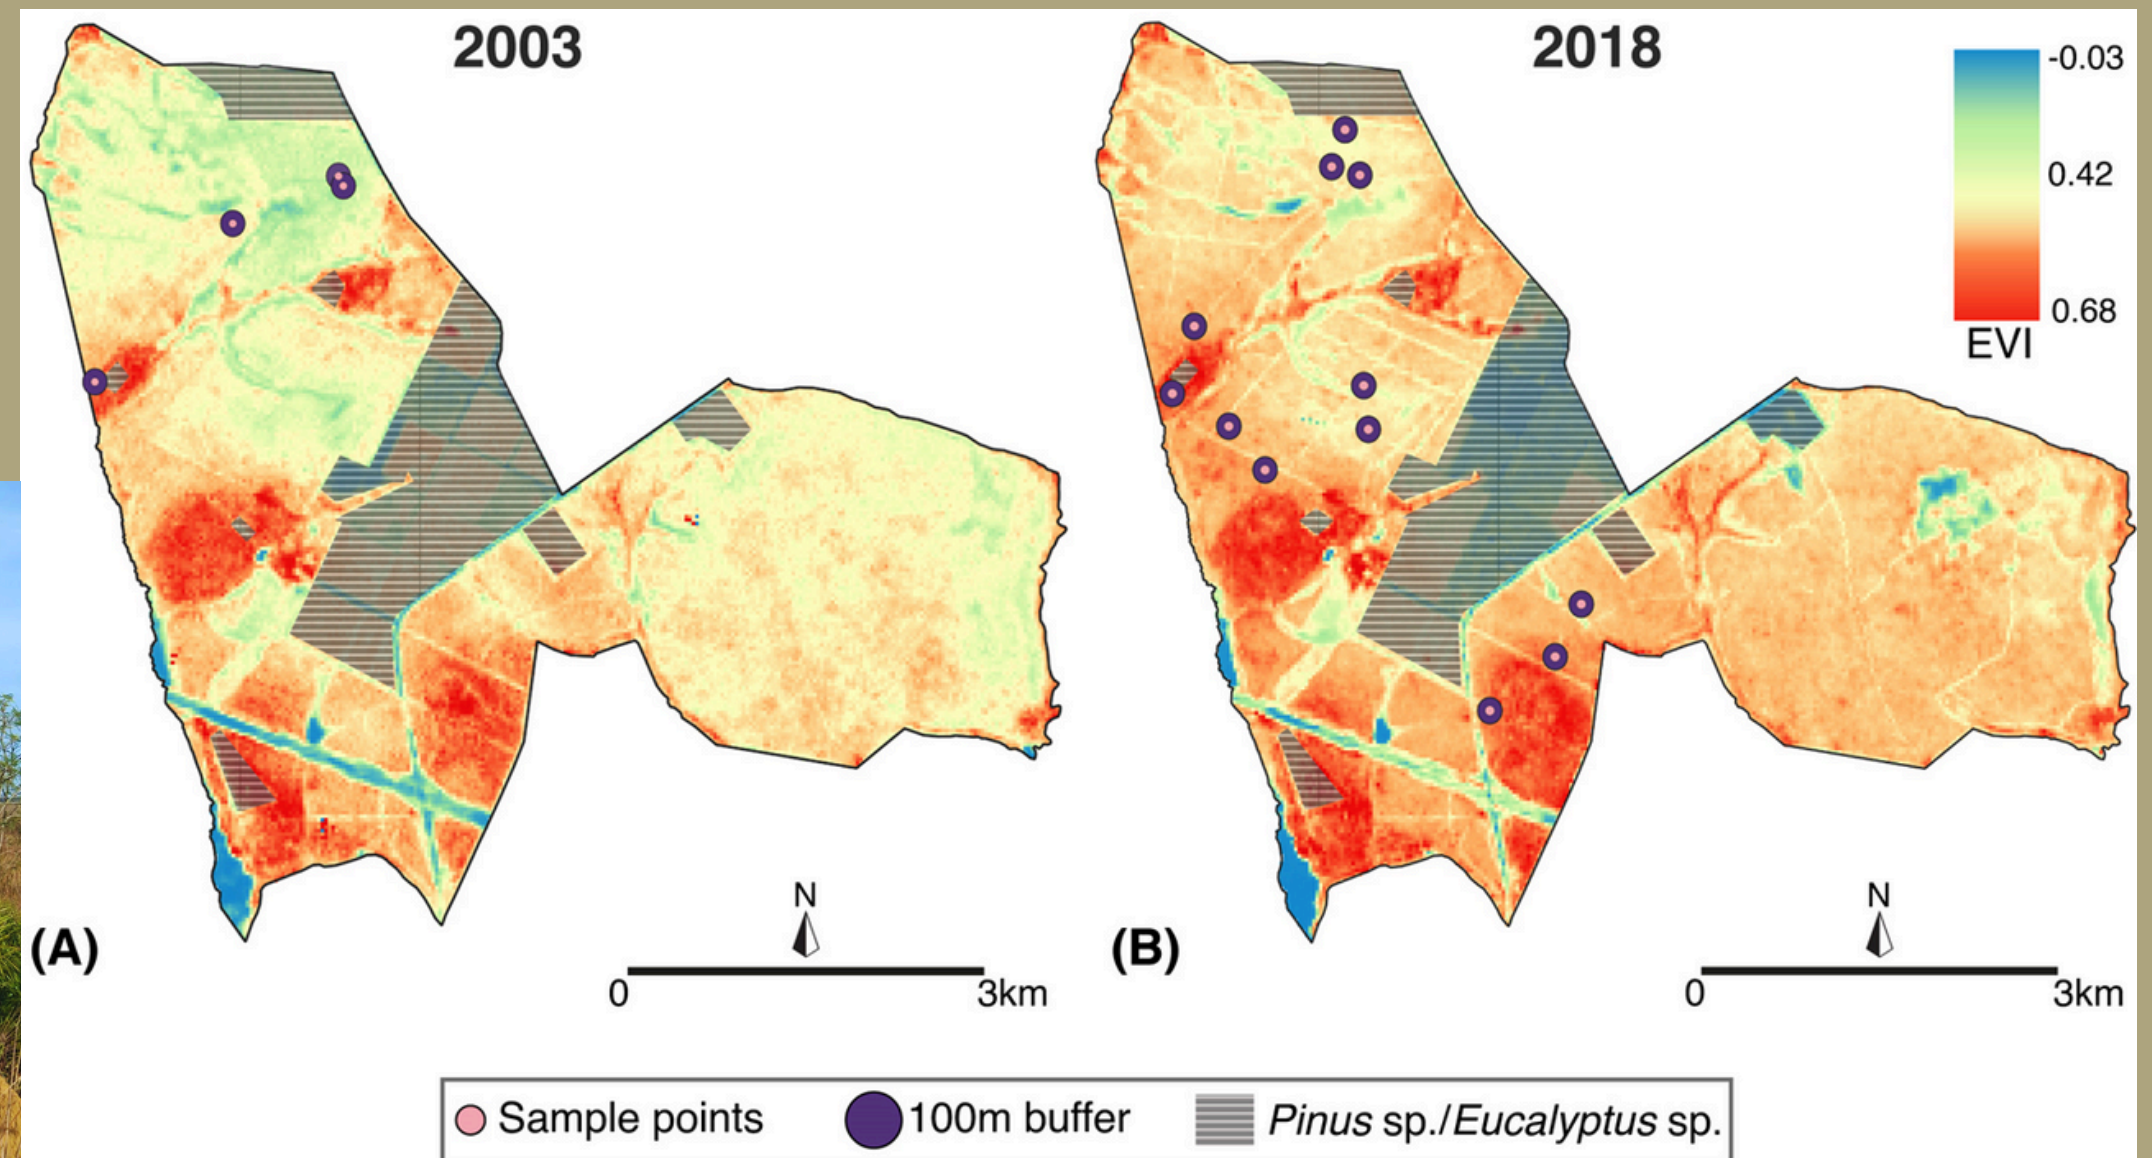 2003
2018
-0.03
0.42
0.68
EVI
N
N
(A)
(B)
0
3km
0
3km
Sample points
100m buffer
Pinus sp./Eucalyptus sp.